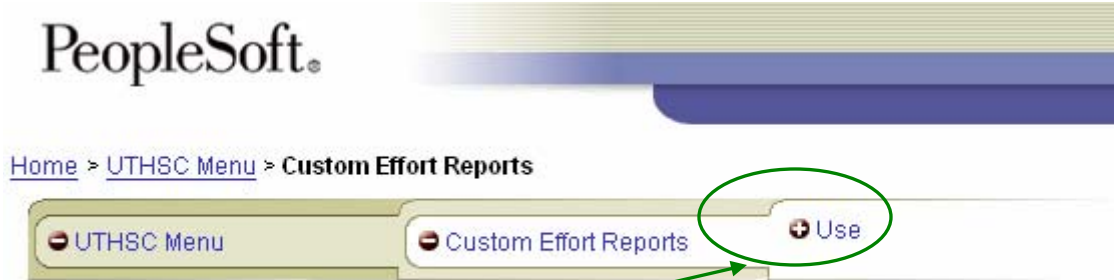 PeopleSoft®
Home > UTHSC Menu > Custom Effort Reports
UTHSC Menu Custom Effort Reports Use